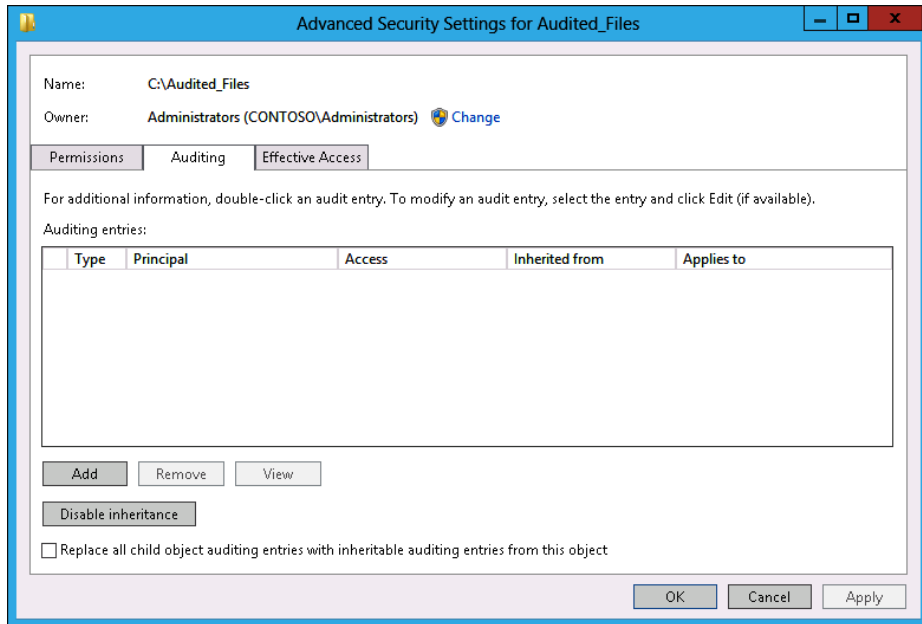 Advanced Security Settings for Audited_Files
Name: C:\Audited_Files
Owner: Administrators (CONTOSO\Administrators) Change
Permissions Auditing Effective Access
For additional information, double-click an audit entry. To modify an audit entry, select the entry and click Edit (if available).
Auditing entries:
Type Principal Access Inherited from Applies to
Add Remove View
Disable inheritance
Replace all child object auditing entries with inheritable auditing entries from this object
OK Cancel Apply